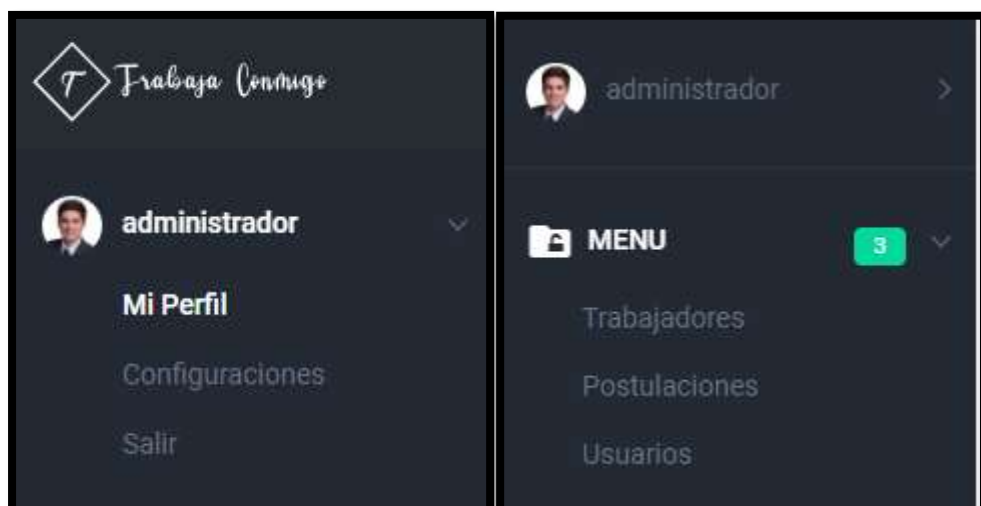 T Trabaja Conmigo
administrador
Mi Perfil
Configuraciones
Salir
administrador
MENU 3
Trabajadores
Postulaciones
Usuarios